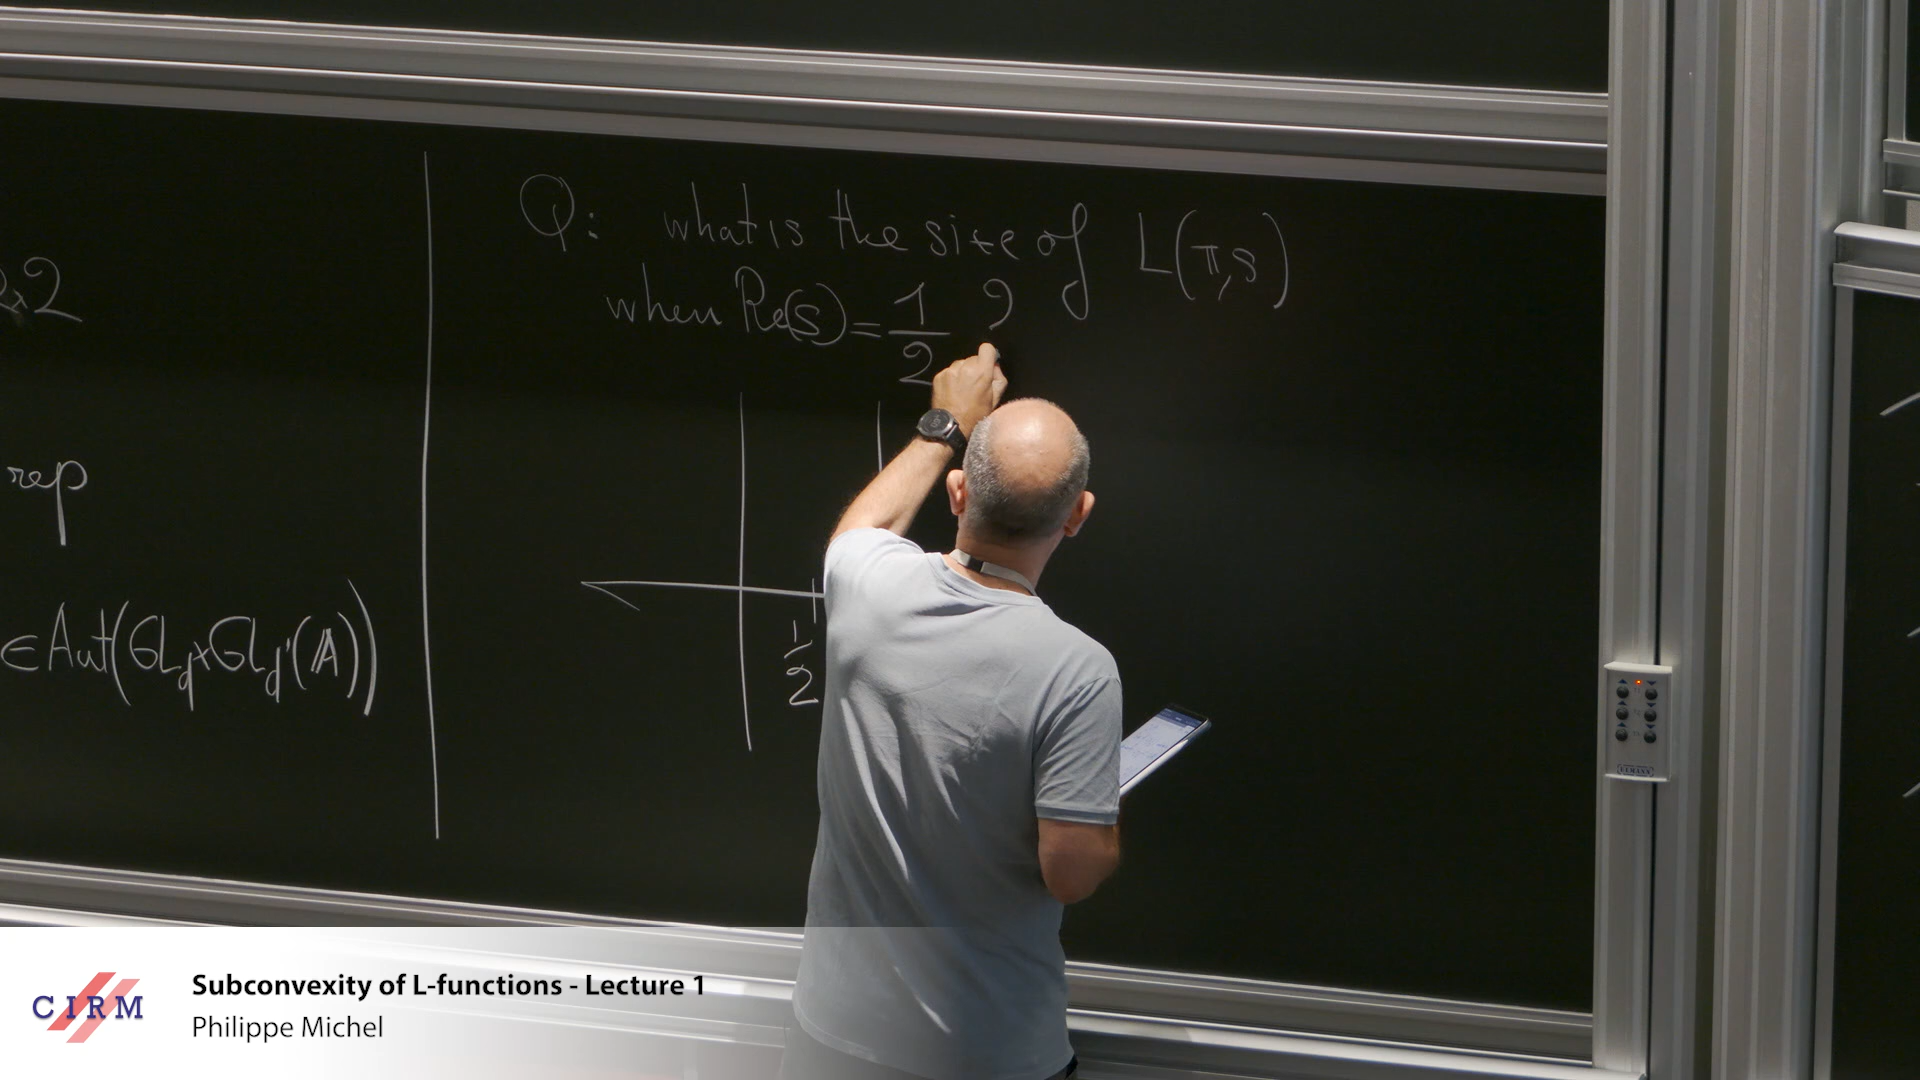 Q: what is the size of L(π,s)
when Re(s) = 1/2 ?
rep
∈ Aut(GL_d×GL_d'(𝔸))
1/2
CIRM
Subconvexity of L-functions - Lecture 1
Philippe Michel